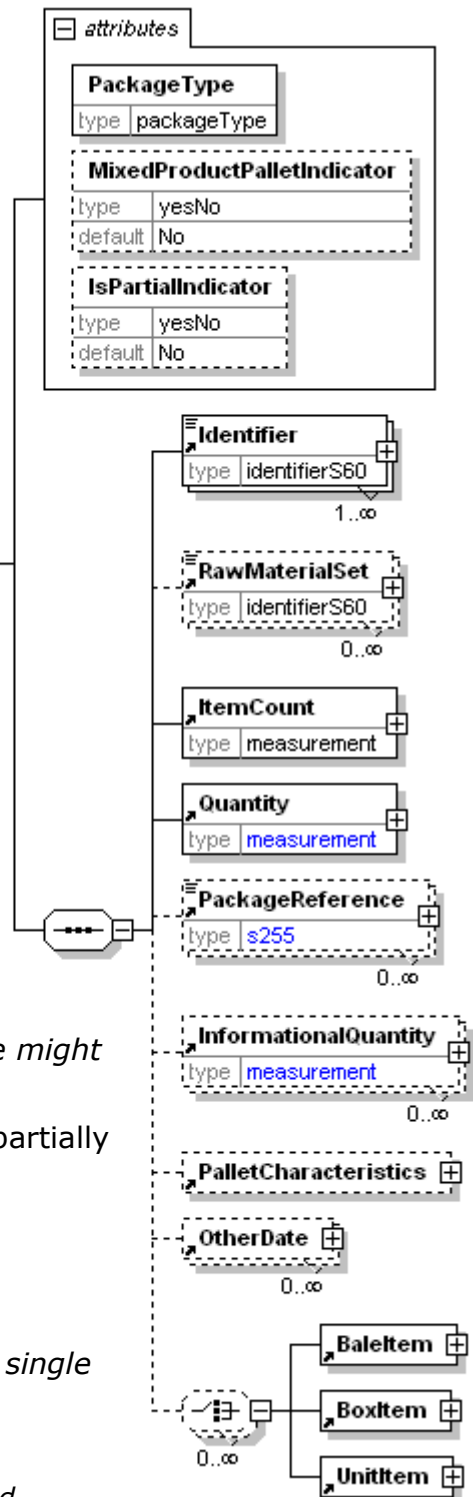 attributes
PackageType
type packageType
MixedProductPalletIndicator
type yesNo
default No
IsPartialIndicator
type yesNo
default No
Identifier
type identifierS60
1..∞
RawMaterialSet
type identifierS60
0..∞
ItemCount
type measurement
Quantity
type measurement
PackageReference
type s255
0..∞
e might
InformationalQuantity
type measurement
0..∞
partially
PalletCharacteristics
OtherDate
0..∞
single
BaleItem
BoxItem
0..∞
UnitItem